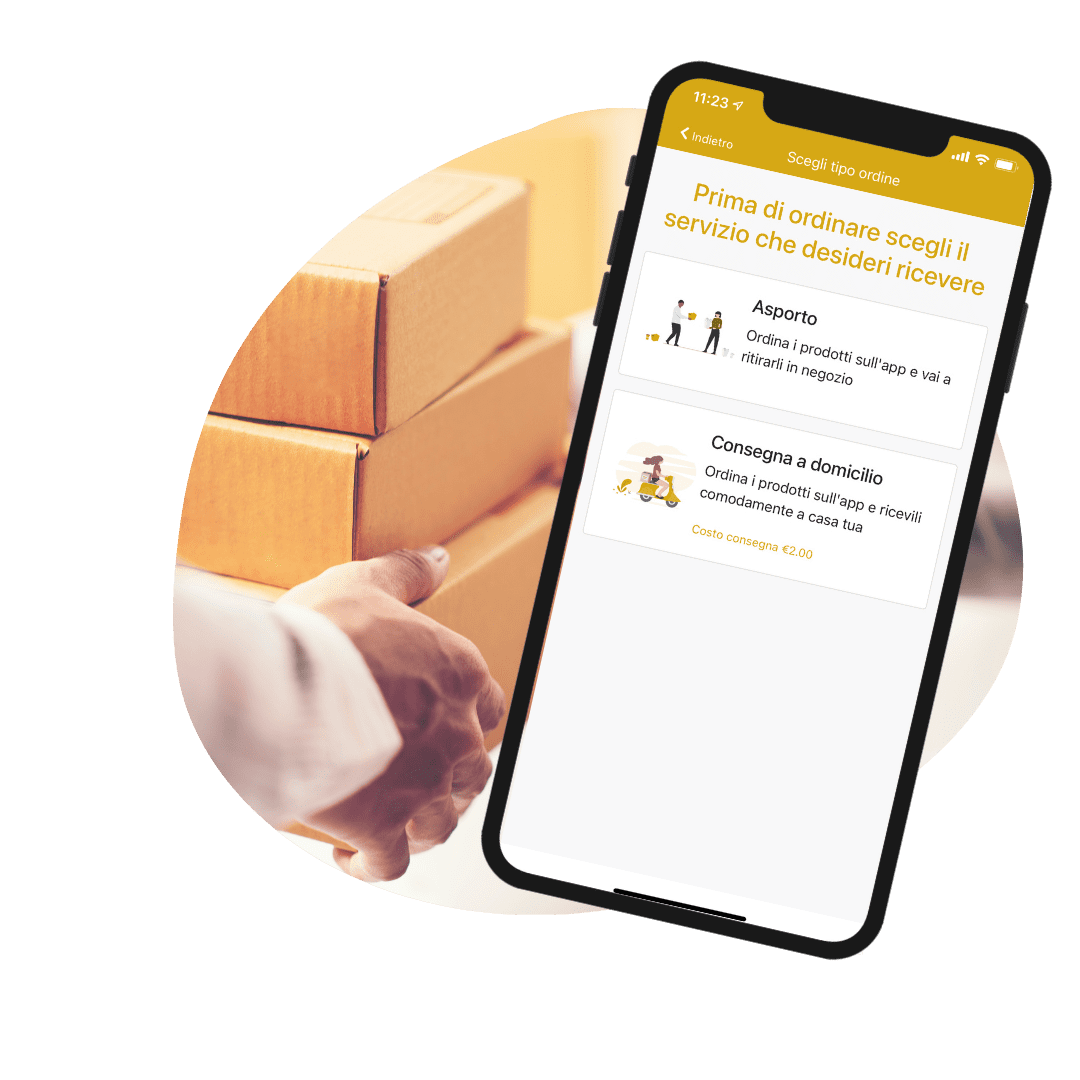 11:23
Indietro
Scegli tipo ordine
Prima di ordinare scegli il
servizio che desideri ricevere
Asporto
Ordina i prodotti sull'app e vai a
ritirarli in negozio
Consegna a domicilio
Ordina i prodotti sull'app e ricevili
comodamente a casa tua
Costo consegna €2.00